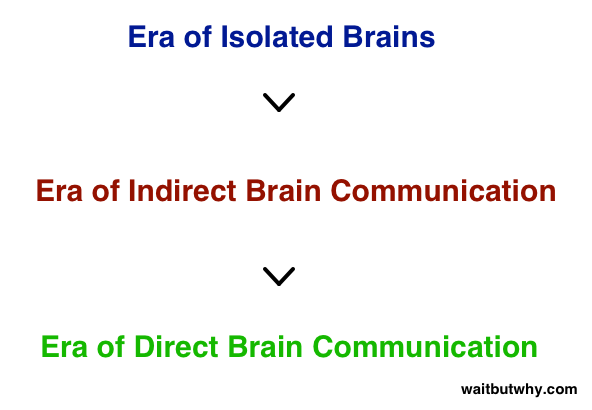 Era of Isolated Brains
Era of Indirect Brain Communication
Era of Direct Brain Communication
waitbutwhy.com